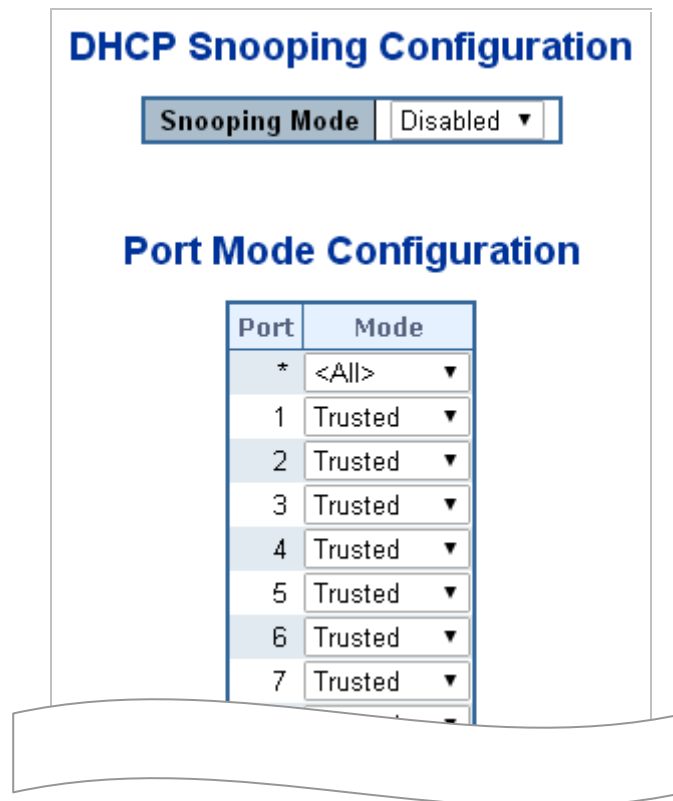 DHCP Snooping Configuration
Snooping Mode Disabled
Port Mode Configuration
Port Mode
* <All>
1 Trusted
2 Trusted
3 Trusted
4 Trusted
5 Trusted
6 Trusted
7 Trusted